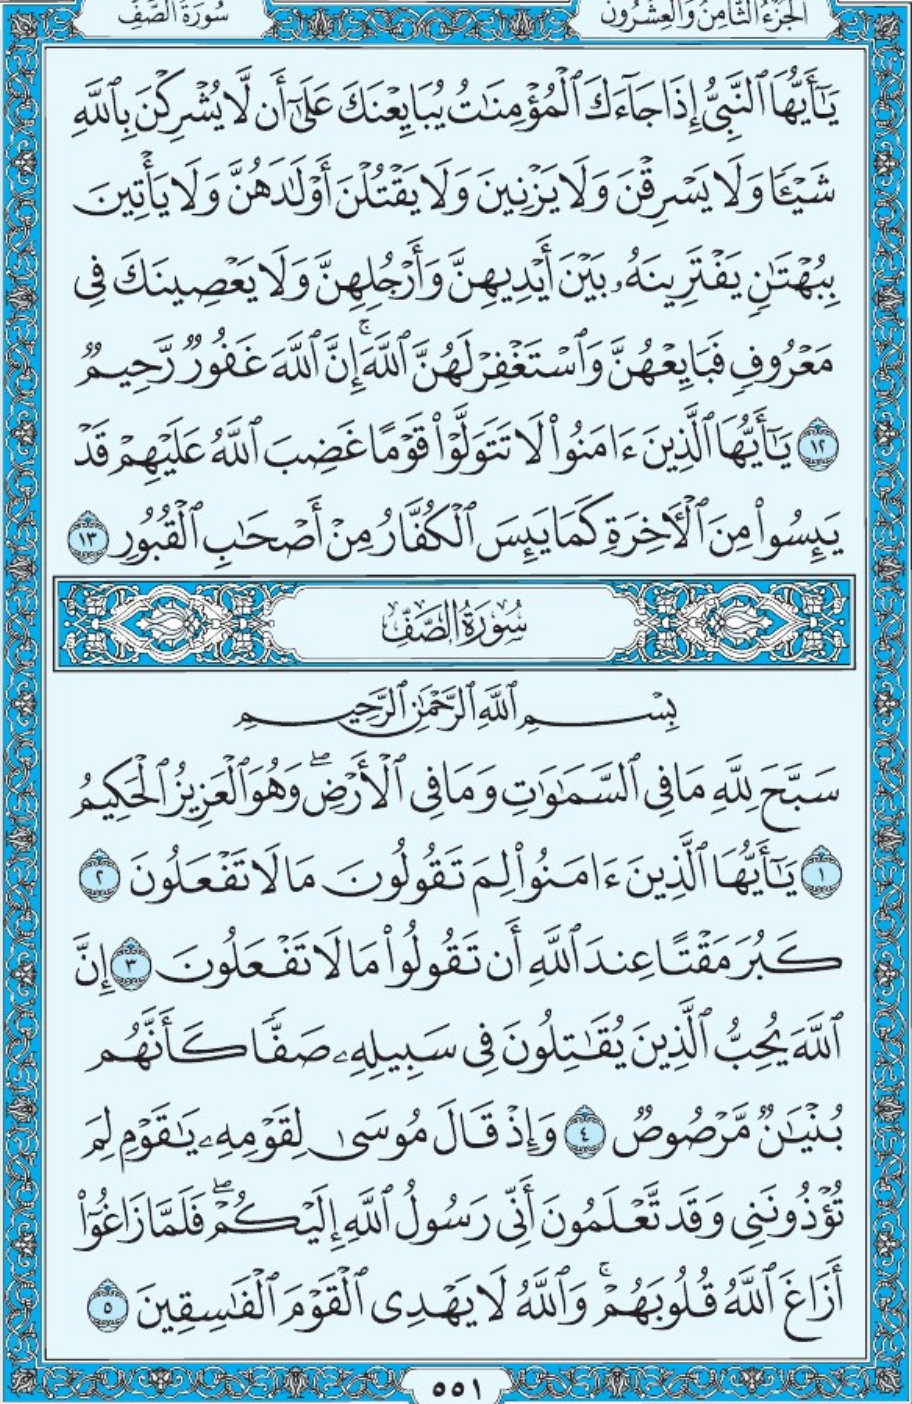 الجزء الثامن والعشرون سورة الصف
يَٰٓأَيُّهَا ٱلنَّبِيُّ إِذَا جَآءَكَ ٱلْمُؤْمِنَٰتُ يُبَايِعْنَكَ عَلَىٰٓ أَن لَّا يُشْرِكْنَ بِٱللَّهِ
شَيْـًٔا وَلَا يَسْرِقْنَ وَلَا يَزْنِينَ وَلَا يَقْتُلْنَ أَوْلَٰدَهُنَّ وَلَا يَأْتِينَ
بِبُهْتَٰنٍ يَفْتَرِينَهُۥ بَيْنَ أَيْدِيهِنَّ وَأَرْجُلِهِنَّ وَلَا يَعْصِينَكَ فِى
مَعْرُوفٍ فَبَايِعْهُنَّ وَٱسْتَغْفِرْ لَهُنَّ ٱللَّهَ ۚ إِنَّ ٱللَّهَ غَفُورٌ رَّحِيمٌ
١٢ يَٰٓأَيُّهَا ٱلَّذِينَ ءَامَنُوا۟ لَا تَتَوَلَّوْا۟ قَوْمًا غَضِبَ ٱللَّهُ عَلَيْهِمْ قَدْ
يَئِسُوا۟ مِنَ ٱلْءَاخِرَةِ كَمَا يَئِسَ ٱلْكُفَّارُ مِنْ أَصْحَٰبِ ٱلْقُبُورِ ١٣
سُورَةُ الصَّفِّ
بِسْمِ ٱللَّهِ ٱلرَّحْمَٰنِ ٱلرَّحِيمِ
سَبَّحَ لِلَّهِ مَا فِى ٱلسَّمَٰوَٰتِ وَمَا فِى ٱلْأَرْضِ ۖ وَهُوَ ٱلْعَزِيزُ ٱلْحَكِيمُ
١ يَٰٓأَيُّهَا ٱلَّذِينَ ءَامَنُوا۟ لِمَ تَقُولُونَ مَا لَا تَفْعَلُونَ ٢
كَبُرَ مَقْتًا عِندَ ٱللَّهِ أَن تَقُولُوا۟ مَا لَا تَفْعَلُونَ ٣ إِنَّ
ٱللَّهَ يُحِبُّ ٱلَّذِينَ يُقَٰتِلُونَ فِى سَبِيلِهِۦ صَفًّا كَأَنَّهُم
بُنْيَٰنٌ مَّرْصُوصٌ ٤ وَإِذْ قَالَ مُوسَىٰ لِقَوْمِهِۦ يَٰقَوْمِ لِمَ
تُؤْذُونَنِى وَقَد تَّعْلَمُونَ أَنِّى رَسُولُ ٱللَّهِ إِلَيْكُمْ ۖ فَلَمَّا زَاغُوٓا۟
أَزَاغَ ٱللَّهُ قُلُوبَهُمْ ۚ وَٱللَّهُ لَا يَهْدِى ٱلْقَوْمَ ٱلْفَٰسِقِينَ ٥
٥٥١